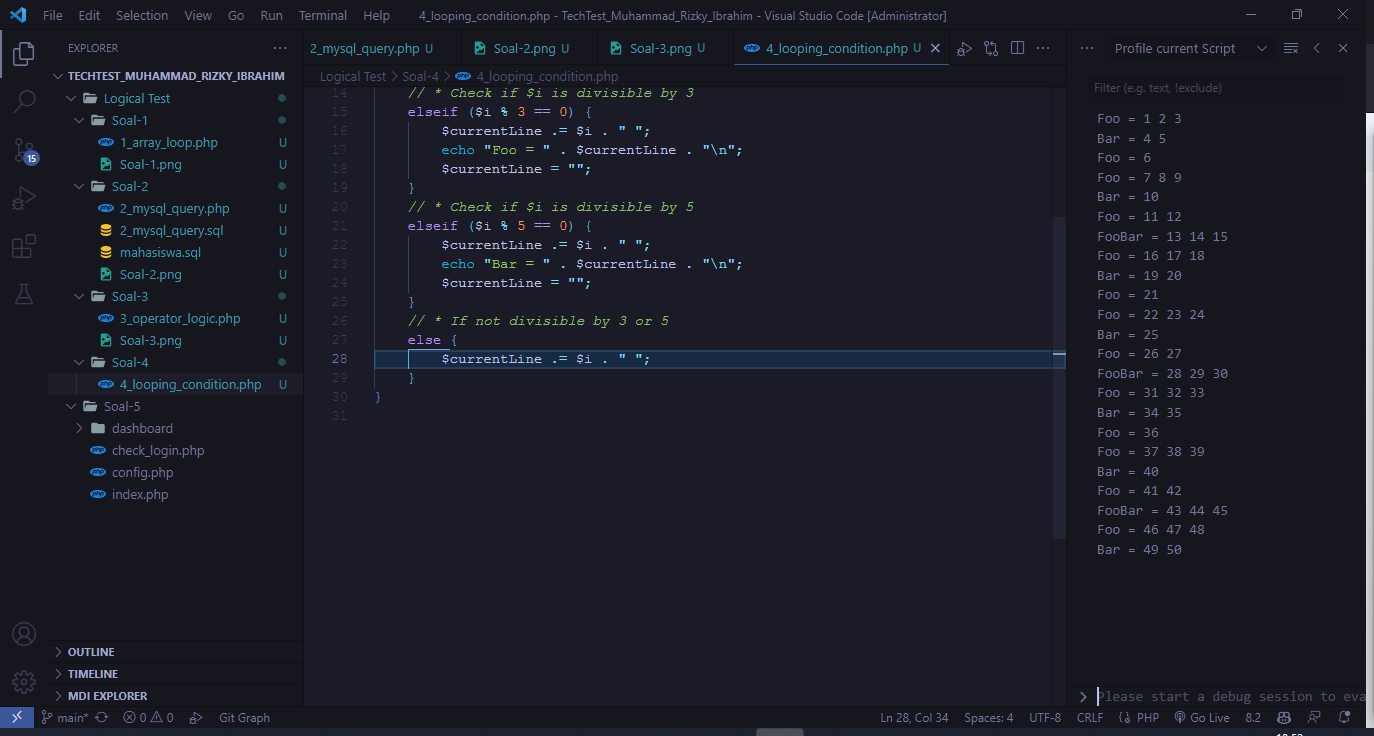 File Edit Selection View Go Run Terminal Help 4_looping_condition.php - TechTest_Muhammad_Rizky_Ibrahim - Visual Studio Code [Administrator]
EXPLORER
TECHTEST_MUHAMMAD_RIZKY_IBRAHIM
Logical Test
Soal-1
php 1_array_loop.php U
Soal-1.png U
Soal-2
php 2_mysql_query.php U
2_mysql_query.sql U
mahasiswa.sql U
Soal-2.png U
Soal-3
php 3_operator_logic.php U
Soal-3.png U
Soal-4
php 4_looping_condition.php U
Soal-5
dashboard
php check_login.php
php config.php
php index.php
OUTLINE
TIMELINE
MDI EXPLORER
15
2_mysql_query.php U Soal-2.png U Soal-3.png U php 4_looping_condition.php U
Logical Test > Soal-4 > php 4_looping_condition.php
14 // * Check if $i is divisible by 3
15 elseif ($i % 3 == 0) {
16 $currentLine .= $i . " ";
17 echo "Foo = " . $currentLine . "\n";
18 $currentLine = "";
19 }
20 // * Check if $i is divisible by 5
21 elseif ($i % 5 == 0) {
22 $currentLine .= $i . " ";
23 echo "Bar = " . $currentLine . "\n";
24 $currentLine = "";
25 }
26 // * If not divisible by 3 or 5
27 else {
28 $currentLine .= $i . " ";
29 }
30 }
31
Profile current Script
Filter (e.g. text, !exclude)
Foo = 1 2 3
Bar = 4 5
Foo = 6
Foo = 7 8 9
Bar = 10
Foo = 11 12
FooBar = 13 14 15
Foo = 16 17 18
Bar = 19 20
Foo = 21
Foo = 22 23 24
Bar = 25
Foo = 26 27
FooBar = 28 29 30
Foo = 31 32 33
Bar = 34 35
Foo = 36
Foo = 37 38 39
Bar = 40
Foo = 41 42
FooBar = 43 44 45
Foo = 46 47 48
Bar = 49 50
Please start a debug session to eva
main* 0 0 Git Graph Ln 28, Col 34 Spaces: 4 UTF-8 CRLF PHP Go Live 8.2